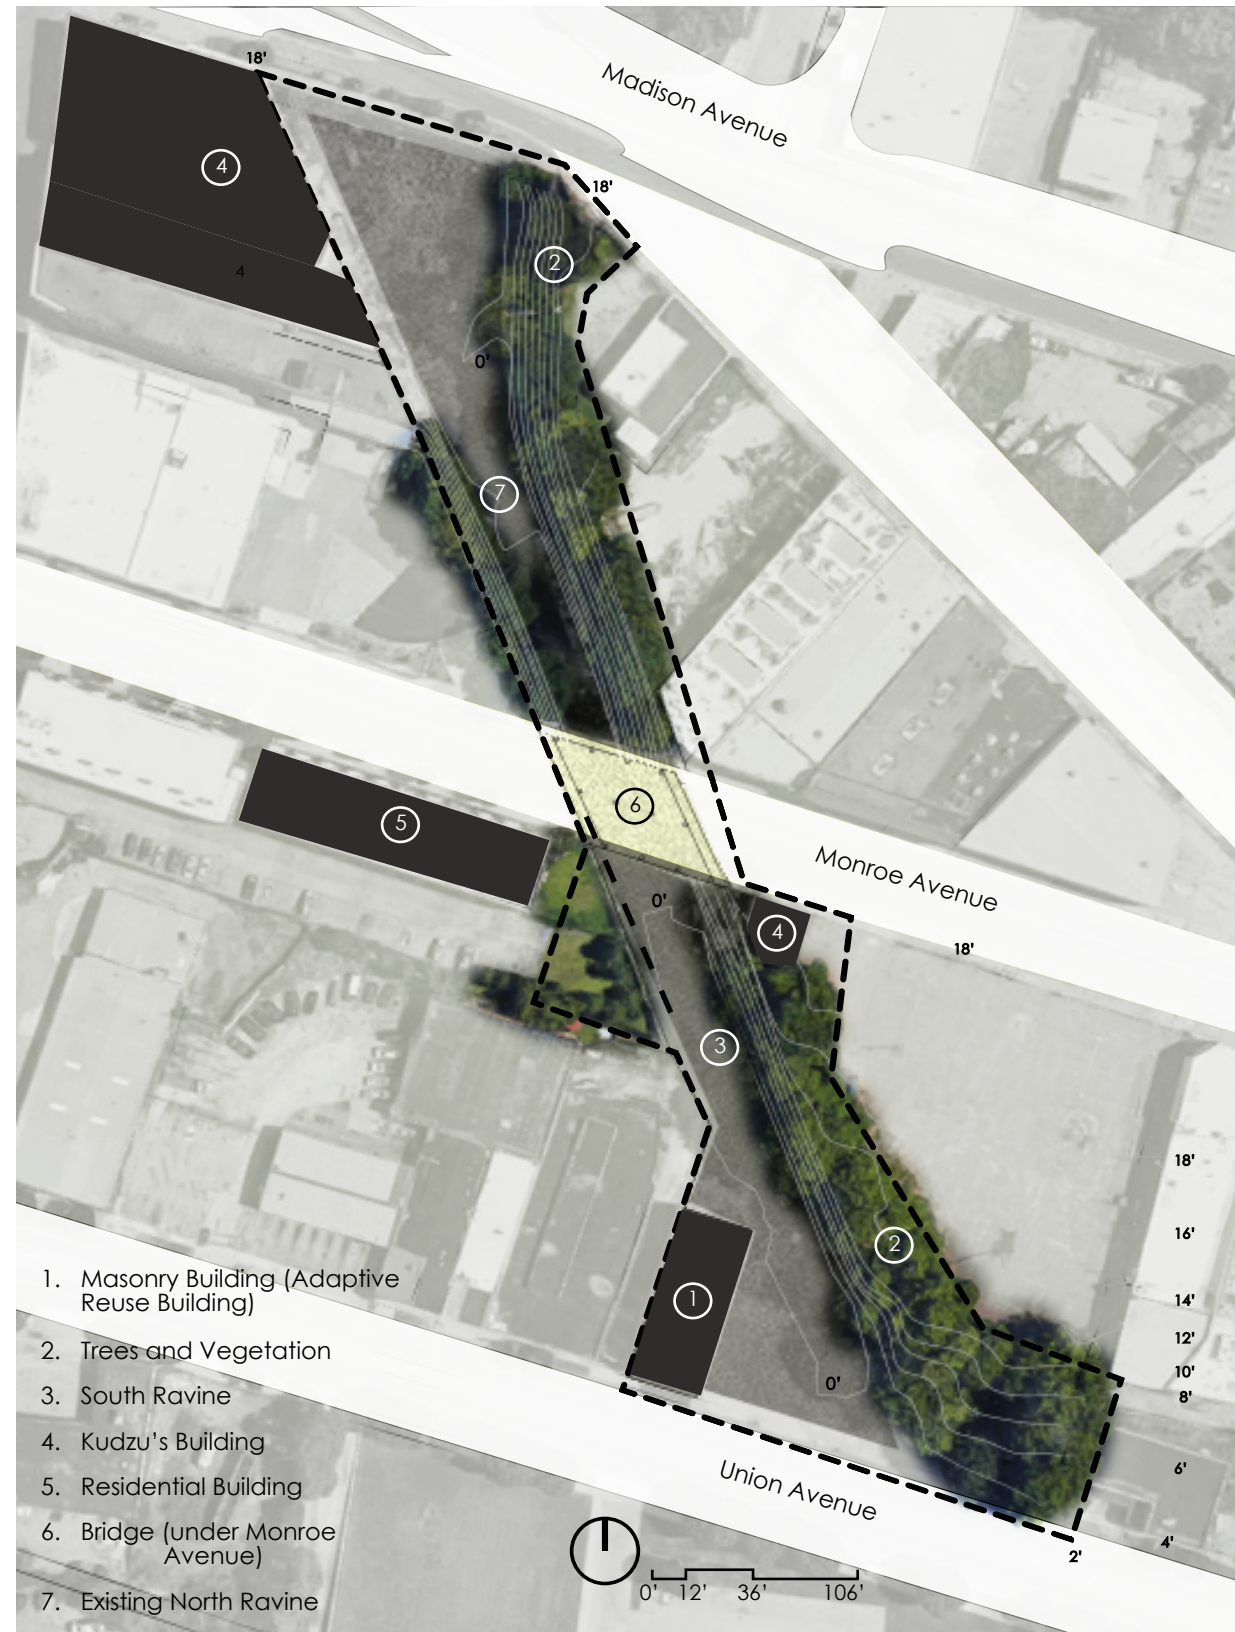 18'
Madison Avenue
4
18'
2
4
0'
7
6
5
Monroe Avenue
0'
4
18'
3
18'
16'
2
1. Masonry Building (Adaptive
Reuse Building)
1
14'
12'
2. Trees and Vegetation
10'
0'
8'
3. South Ravine
4. Kudzu's Building
6'
Union Avenue
5. Residential Building
6. Bridge (under Monroe
Avenue)
4'
2'
0' 12' 36' 106'
7. Existing North Ravine